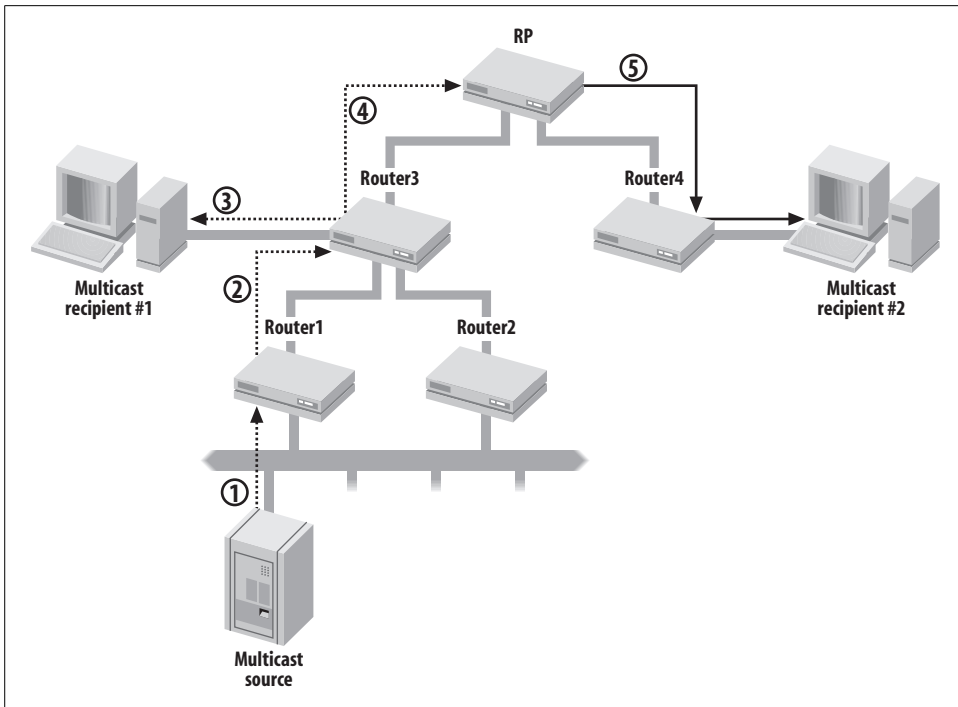 RP
⑤
④
Router3
Router4
③
Multicast
recipient #1
Multicast
recipient #2
②
Router1
Router2
①
Multicast
source